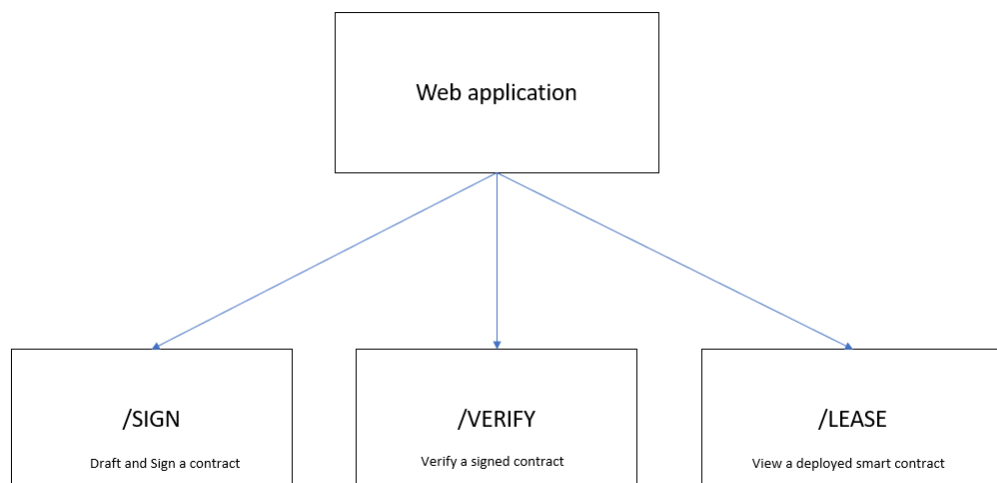 Web application
/SIGN
Draft and Sign a contract
/VERIFY
Verify a signed contract
/LEASE
View a deployed smart contract